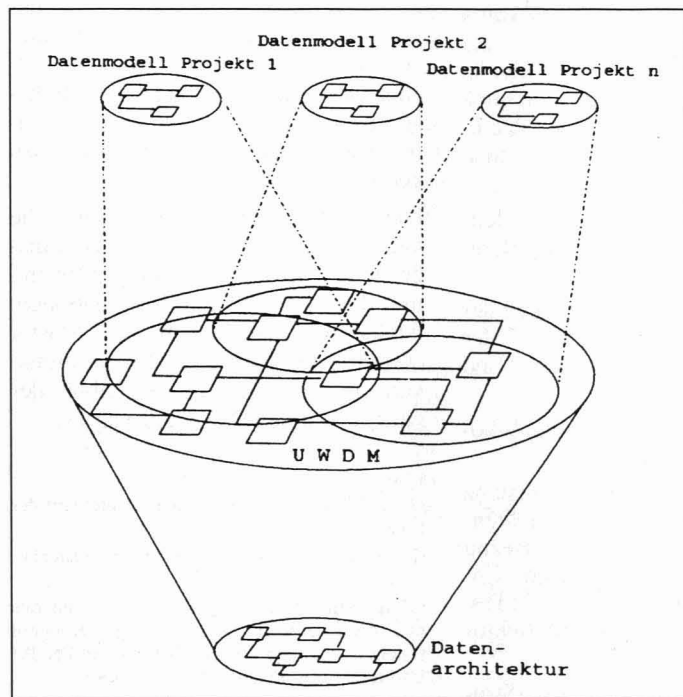 Datenmodell Projekt 2
Datenmodell Projekt 1
Datenmodell Projekt n
U W D M
Daten-
architektur